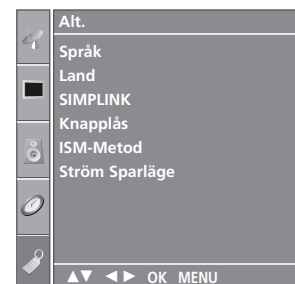 Alt.
Språk
Land
SIMPLINK
Knapplås
ISM-Metod
Ström Sparläge
▲▼ ◄► OK MENU